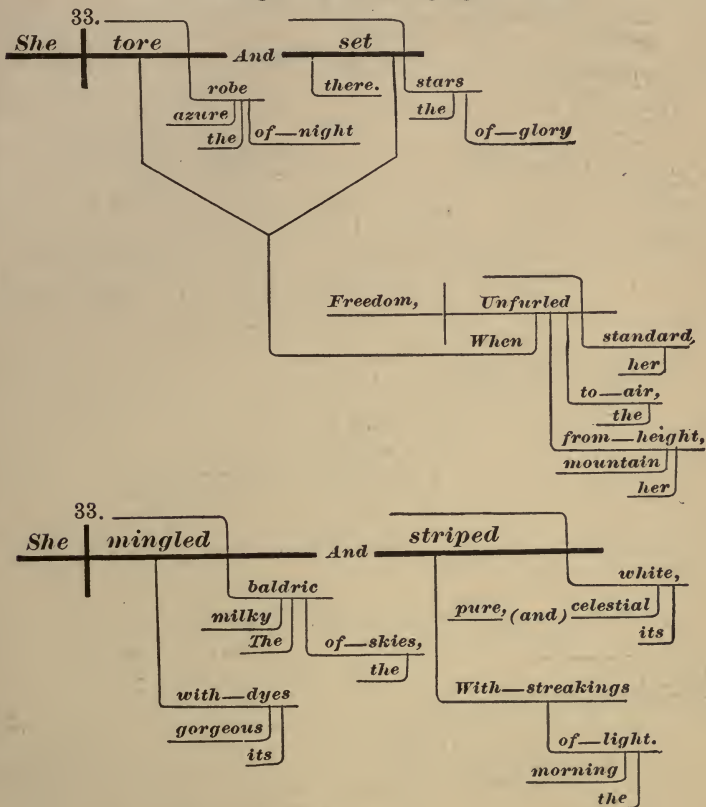 33.
She tore And set
robe there. stars
azure the
the of—night of—glory
Freedom, Unfurled
When standard,
her
to—air,
the
from—height,
mountain
her
33.
She mingled And striped
baldric white,
milky pure, (and) celestial
The its
of—skies,
the
with—dyes With—streakings
gorgeous of—light.
its morning
the